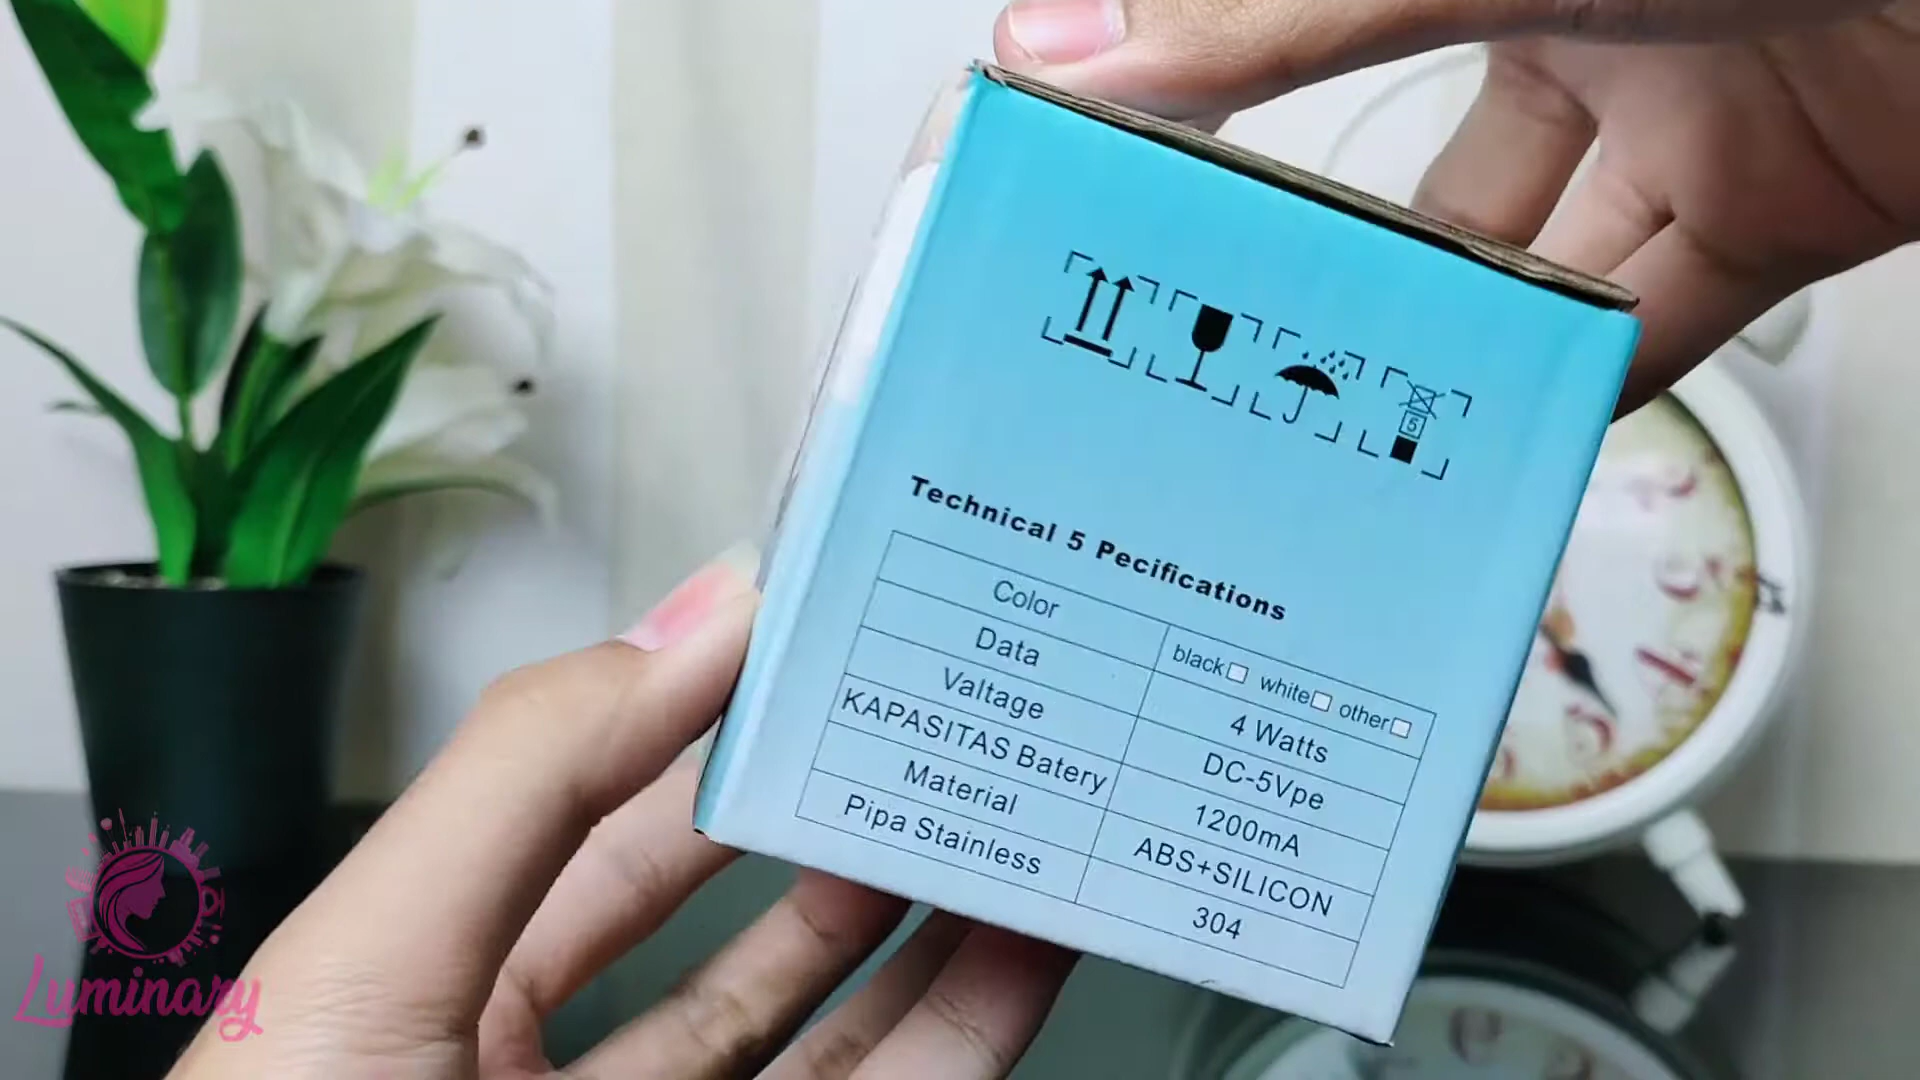 5
Technical 5 Pecifications
Color black white other
Data 4 Watts
Valtage DC-5Vpe
KAPASITAS Batery 1200mA
Material ABS+SILICON
Pipa Stainless 304
Luminary